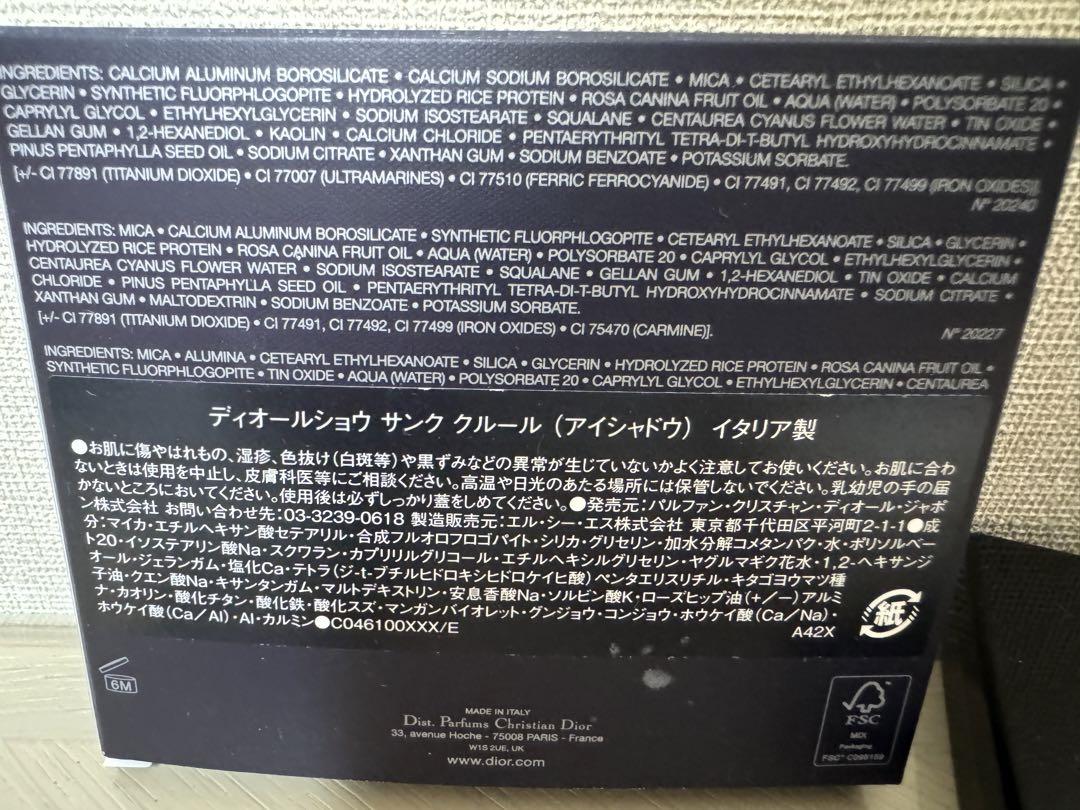 INGREDIENTS: CALCIUM ALUMINUM BOROSILICATE • CALCIUM SODIUM BOROSILICATE • MICA • CETEARYL ETHYLHEXANOATE • SILICA •
GLYCERIN • SYNTHETIC FLUORPHLOGOPITE • HYDROLYZED RICE PROTEIN • ROSA CANINA FRUIT OIL • AQUA (WATER) • POLYSORBATE 20 •
CAPRYLYL GLYCOL • ETHYLHEXYLGLYCERIN • SODIUM ISOSTEARATE • SQUALANE • CENTAUREA CYANUS FLOWER WATER • TIN OXIDE •
GELLAN GUM • 1,2-HEXANEDIOL • KAOLIN • CALCIUM CHLORIDE • PENTAERYTHRITYL TETRA-DI-T-BUTYL HYDROXYHYDROCINNAMATE •
PINUS PENTAPHYLLA SEED OIL • SODIUM CITRATE • XANTHAN GUM • SODIUM BENZOATE • POTASSIUM SORBATE.
[+/- CI 77891 (TITANIUM DIOXIDE) • CI 77007 (ULTRAMARINES) • CI 77510 (FERRIC FERROCYANIDE) • CI 77491, CI 77492, CI 77499 (IRON OXIDES)].
N° 20240
INGREDIENTS: MICA • CALCIUM ALUMINUM BOROSILICATE • SYNTHETIC FLUORPHLOGOPITE • CETEARYL ETHYLHEXANOATE • SILICA • GLYCERIN •
HYDROLYZED RICE PROTEIN • ROSA CANINA FRUIT OIL • AQUA (WATER) • POLYSORBATE 20 • CAPRYLYL GLYCOL • ETHYLHEXYLGLYCERIN •
CENTAUREA CYANUS FLOWER WATER • SODIUM ISOSTEARATE • SQUALANE • GELLAN GUM • 1,2-HEXANEDIOL • TIN OXIDE • CALCIUM
CHLORIDE • PINUS PENTAPHYLLA SEED OIL • PENTAERYTHRITYL TETRA-DI-T-BUTYL HYDROXYHYDROCINNAMATE • SODIUM CITRATE •
XANTHAN GUM • MALTODEXTRIN • SODIUM BENZOATE • POTASSIUM SORBATE.
[+/- CI 77891 (TITANIUM DIOXIDE) • CI 77491, CI 77492, CI 77499 (IRON OXIDES) • CI 75470 (CARMINE)].
N° 20227
INGREDIENTS: MICA • ALUMINA • CETEARYL ETHYLHEXANOATE • SILICA • GLYCERIN • HYDROLYZED RICE PROTEIN • ROSA CANINA FRUIT OIL •
SYNTHETIC FLUORPHLOGOPITE • TIN OXIDE • AQUA (WATER) • POLYSORBATE 20 • CAPRYLYL GLYCOL • ETHYLHEXYLGLYCERIN • CENTAUREA
ディオールショウ サンク クルール (アイシャドウ) イタリア製
●お肌に傷やはれもの、湿疹、色抜け(白斑等)や黒ずみなどの異常が生じていないかよく注意してお使いください。お肌に合わ
ないときは使用を中止し、皮膚科医等にご相談ください。高温や日光のあたる場所には保管しないでください。乳幼児の手の届
かないところにおいてください。使用後は必ずしっかり蓋をしめてください。●発売元:パルファン・クリスチャン・ディオール・ジャポ
ン株式会社 お問い合わせ先:03-3239-0618 製造販売元:エル・シー・エス株式会社 東京都千代田区平河町2-1-1●成
分:マイカ・エチルヘキサン酸セテアリル・合成フルオロフロゴパイト・シリカ・グリセリン・加水分解コメタンパク・水・ポリソルベー
ト20・イソステアリン酸Na・スクワラン・カプリリルグリコール・エチルヘキシルグリセリン・ヤグルマギク花水・1,2-ヘキサンジ
オール・ジェランガム・塩化Ca・テトラ(ジ-t-ブチルヒドロキシヒドロケイヒ酸)ペンタエリスリチル・キタゴヨウマツ種
子油・クエン酸Na・キサンタンガム・マルトデキストリン・安息香酸Na・ソルビン酸K・ローズヒップ油(+/-)アルミ
ナ・カオリン・酸化チタン・酸化鉄・酸化スズ・マンガンバイオレット・グンジョウ・コンジョウ・ホウケイ酸(Ca/Na)・
ホウケイ酸(Ca/Al)・Al・カルミン●C046100XXX/E
A42X
紙
6M
MADE IN ITALY
Dist. Parfums Christian Dior
33, avenue Hoche - 75008 PARIS - France
W1S 2UE, UK
www.dior.com
FSC
MIX
Packaging
FSC® C098159